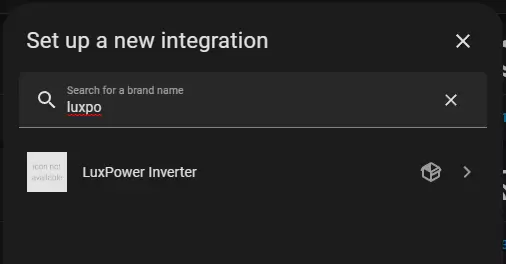 Set up a new integration
Search for a brand name
luxpo
icon not
available
LuxPower Inverter